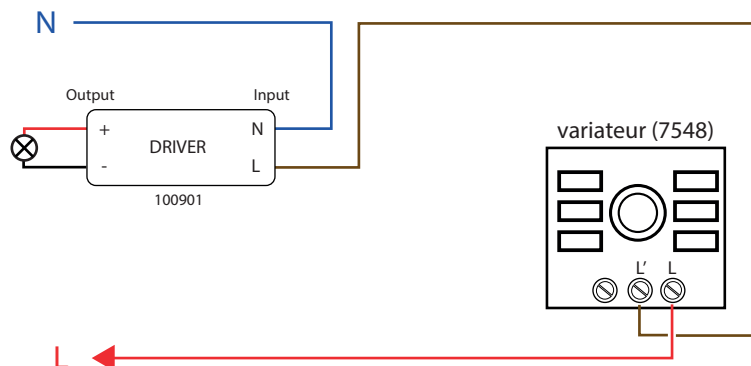 N
Output
Input
+
N
DRIVER
-
L
100901
variateur (7548)
L' L
L